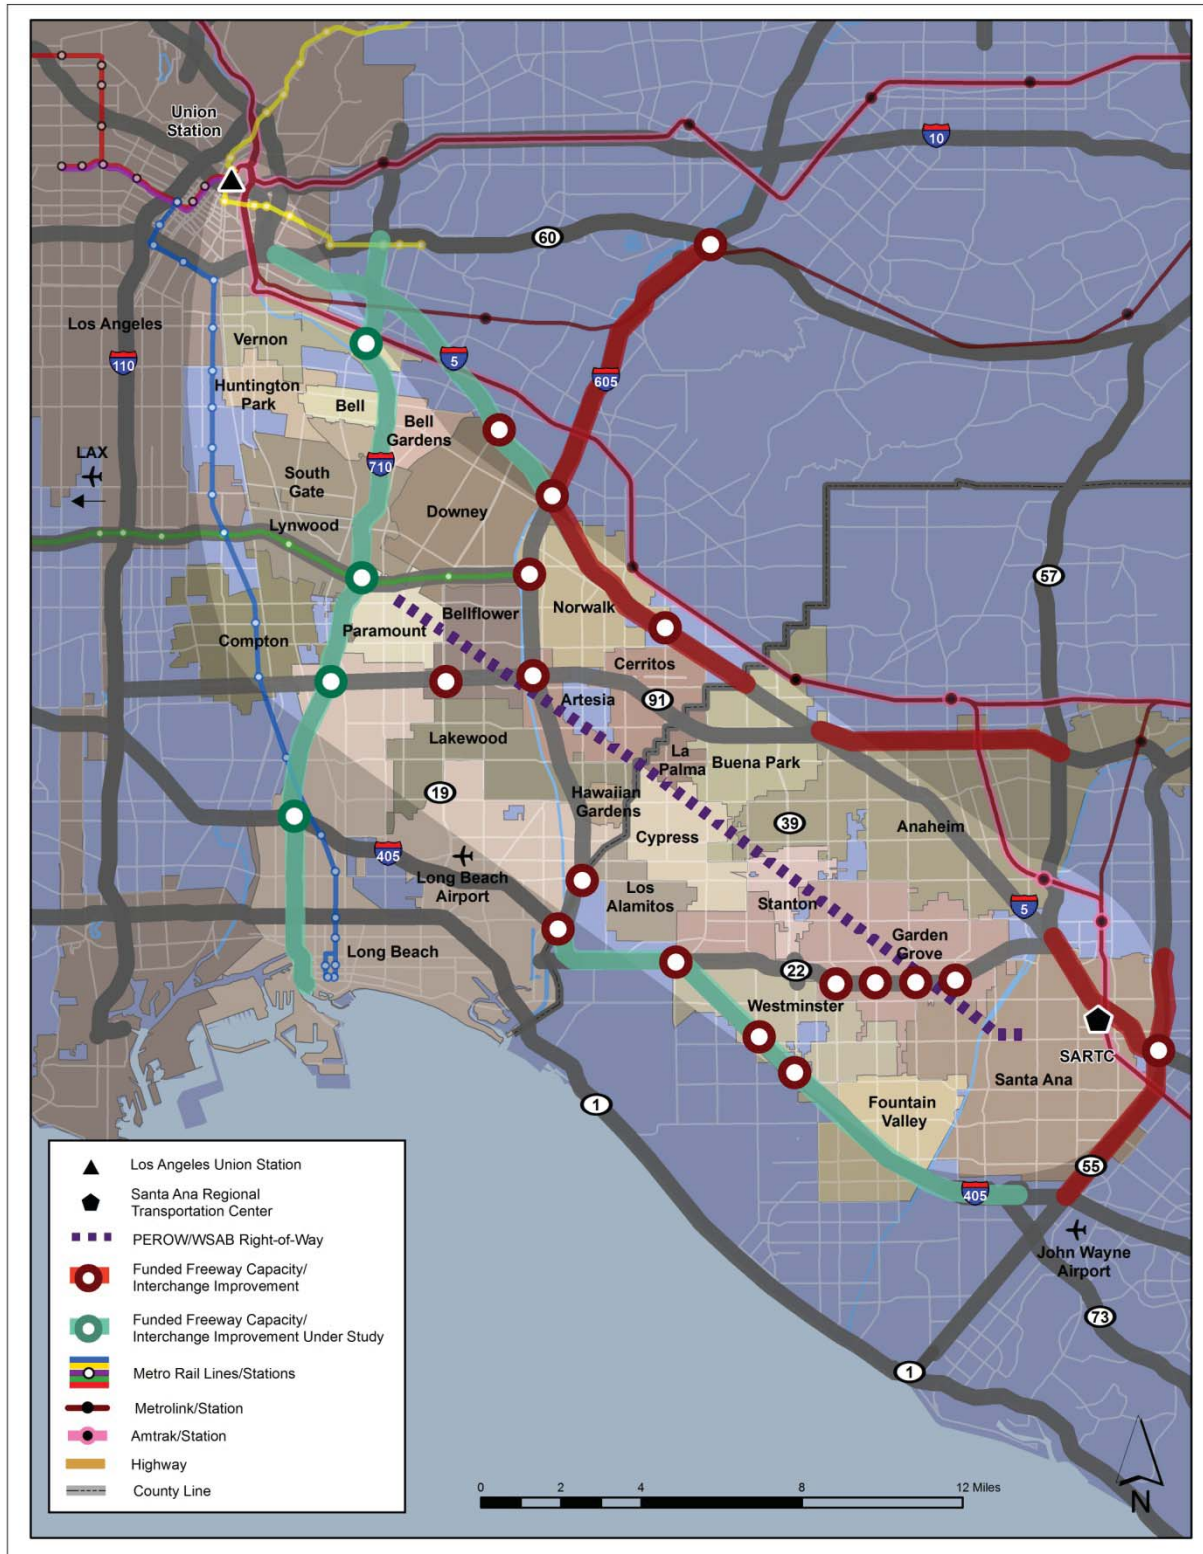 Union
Station
10
60
Los Angeles
110
Vernon
5
605
Huntington
Park
Bell
Bell
Gardens
LAX
710
South
Gate
Downey
Lynwood
57
Compton
Paramount
Bellflower
Norwalk
Cerritos
Artesia
91
Lakewood
La
Palma
Buena Park
19
Hawaiian
Gardens
39
Anaheim
Cypress
405
Long Beach
Airport
Los
Alamitos
Stanton
5
Garden
Grove
Long Beach
22
Westminster
SARTC
Santa Ana
Fountain
Valley
1
55
405
John Wayne
Airport
73
1
Los Angeles Union Station
Santa Ana Regional
Transportation Center
PEROW/WSAB Right-of-Way
Funded Freeway Capacity/
Interchange Improvement
Funded Freeway Capacity/
Interchange Improvement Under Study
Metro Rail Lines/Stations
Metrolink/Station
Amtrak/Station
Highway
County Line
0 2 4 8 12 Miles
N